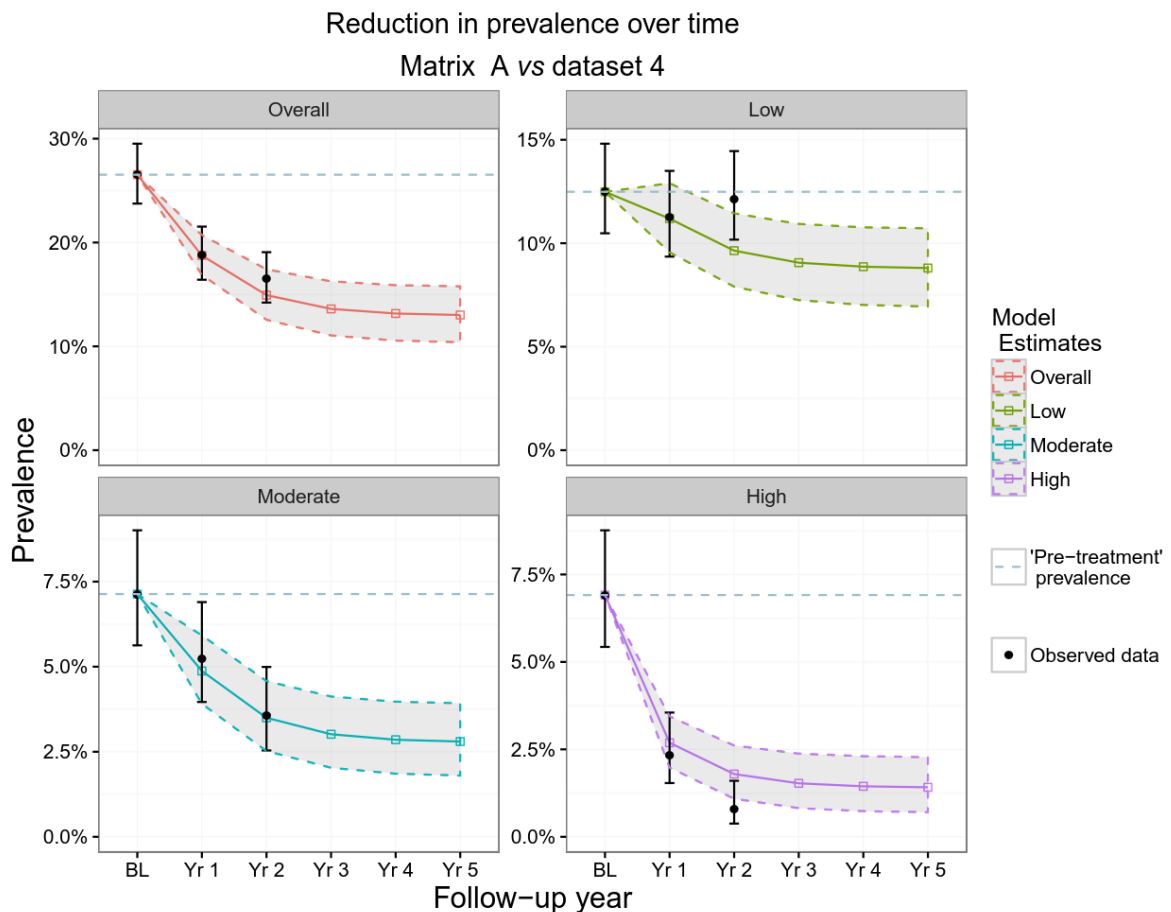 Reduction in prevalence over time
Matrix A vs dataset 4
Overall
Low
30%
20%
10%
0%
15%
10%
5%
0%
Moderate
High
7.5%
5.0%
2.5%
0.0%
7.5%
5.0%
2.5%
0.0%
BL Yr 1 Yr 2 Yr 3 Yr 4 Yr 5
BL Yr 1 Yr 2 Yr 3 Yr 4 Yr 5
Prevalence
Follow−up year
Model
Estimates
Overall
Low
Moderate
High
'Pre−treatment'
prevalence
Observed data